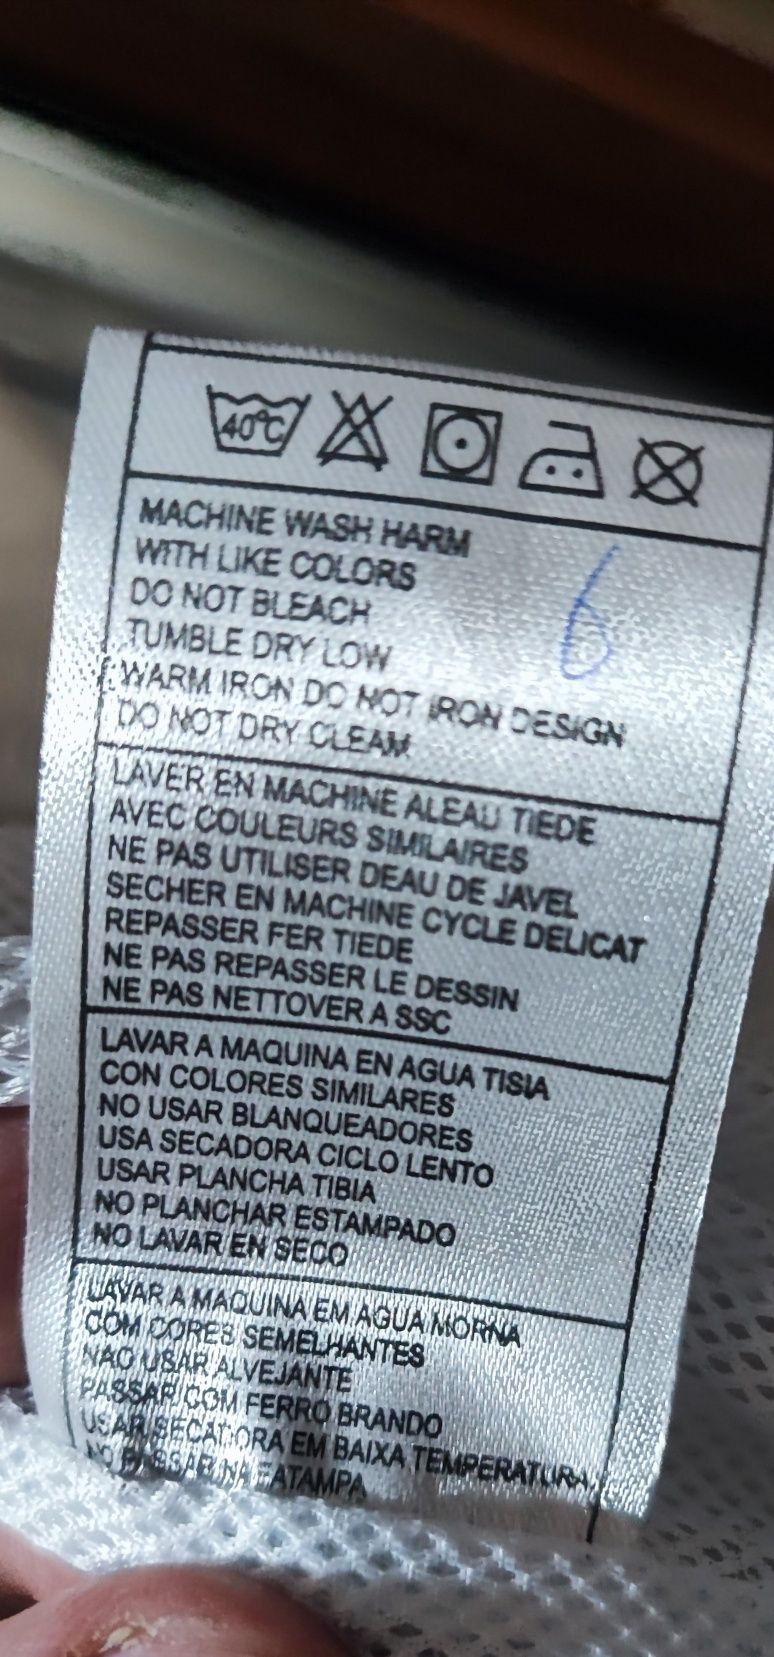 40°C
MACHINE WASH HARM
WITH LIKE COLORS
DO NOT BLEACH
TUMBLE DRY LOW
WARM IRON DO NOT IRON DESIGN
DO NOT DRY CLEAM
6
LAVER EN MACHINE ALEAU TIEDE
AVEC COULEURS SIMILAIRES
NE PAS UTILISER DEAU DE JAVEL
SECHER EN MACHINE CYCLE DELICAT
REPASSER FER TIEDE
NE PAS REPASSER LE DESSIN
NE PAS NETTOVER A SSC
LAVAR A MAQUINA EN AGUA TISIA
CON COLORES SIMILARES
NO USAR BLANQUEADORES
USA SECADORA CICLO LENTO
USAR PLANCHA TIBIA
NO PLANCHAR ESTAMPADO
NO LAVAR EN SECO
LAVAR A MAQUINA EM AGUA MORNA
COM CORES SEMELHANTES
NAO USAR ALVEJANTE
PASSAR COM FERRO BRANDO
USAR SECADORA EM BAIXA TEMPERATURA